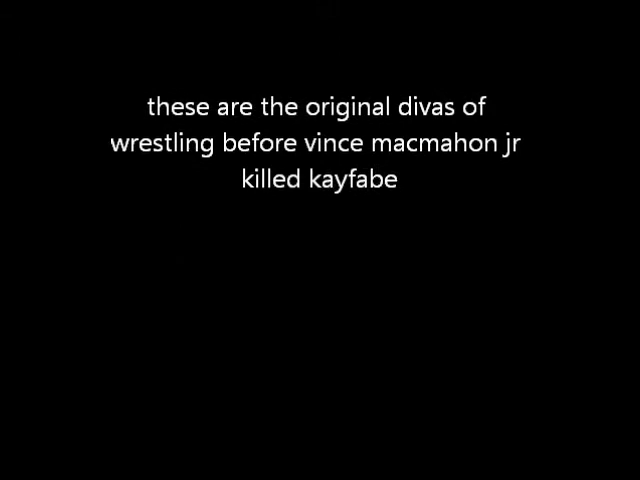 these are the original divas of
wrestling before vince macmahon jr
killed kayfabe